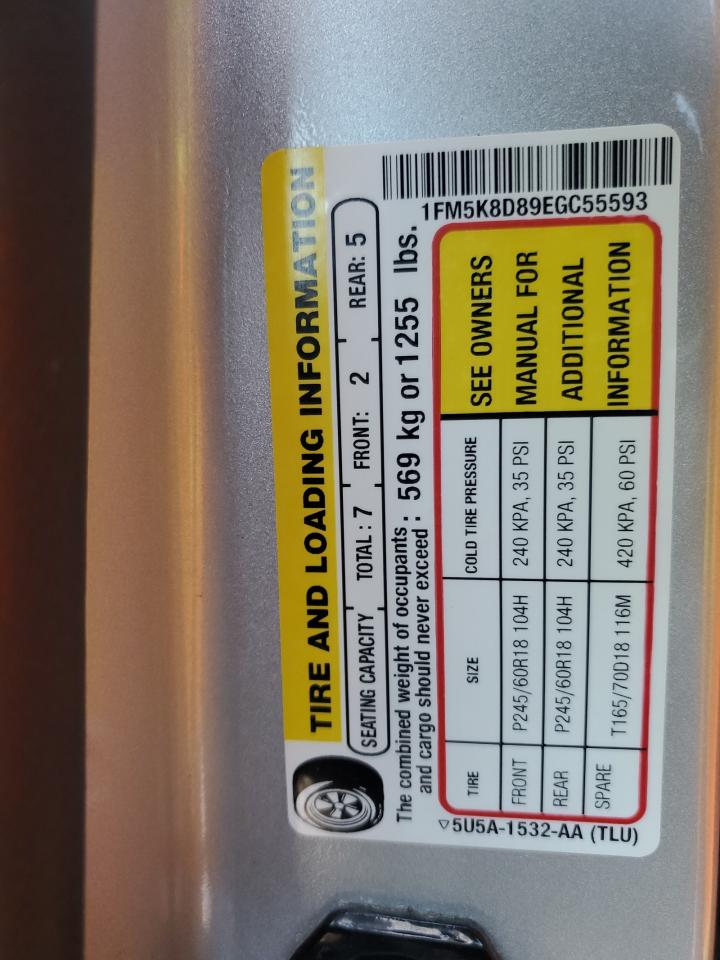 TIRE AND LOADING INFORMATION
SEATING CAPACITY TOTAL : 7 FRONT: 2 REAR: 5
The combined weight of occupants
and cargo should never exceed : 569 kg or 1255 lbs.
1FM5K8D89EGC55593
TIRE SIZE COLD TIRE PRESSURE
FRONT P245/60R18 104H 240 KPA, 35 PSI
REAR P245/60R18 104H 240 KPA, 35 PSI
SPARE T165/70D18 116M 420 KPA, 60 PSI
SEE OWNERS
MANUAL FOR
ADDITIONAL
INFORMATION
5U5A-1532-AA (TLU)